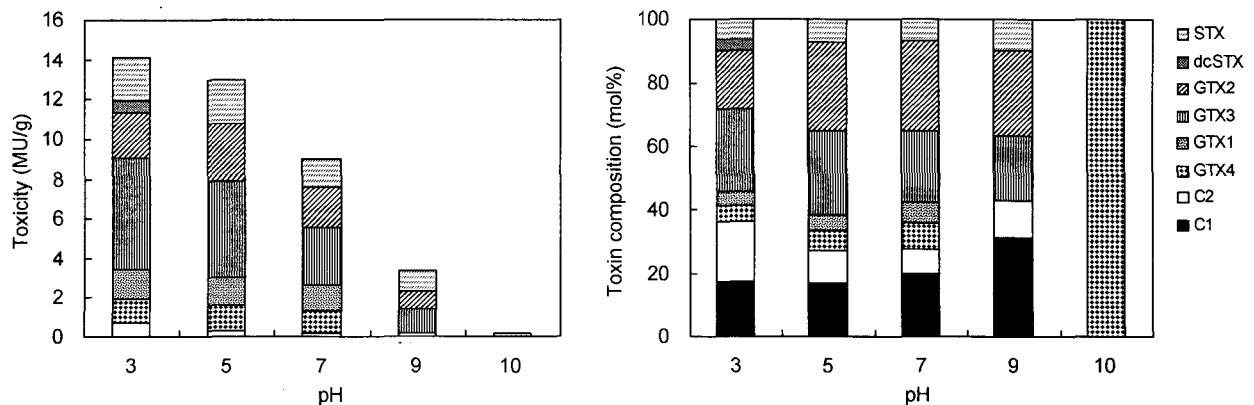 Toxicity (MU/g)
16
14
12
10
8
6
4
2
0
3 5 7 9 10
pH
Toxin composition (mol%)
100
80
60
40
20
0
3 5 7 9 10
pH
STX
dcSTX
GTX2
GTX3
GTX1
GTX4
C2
C1